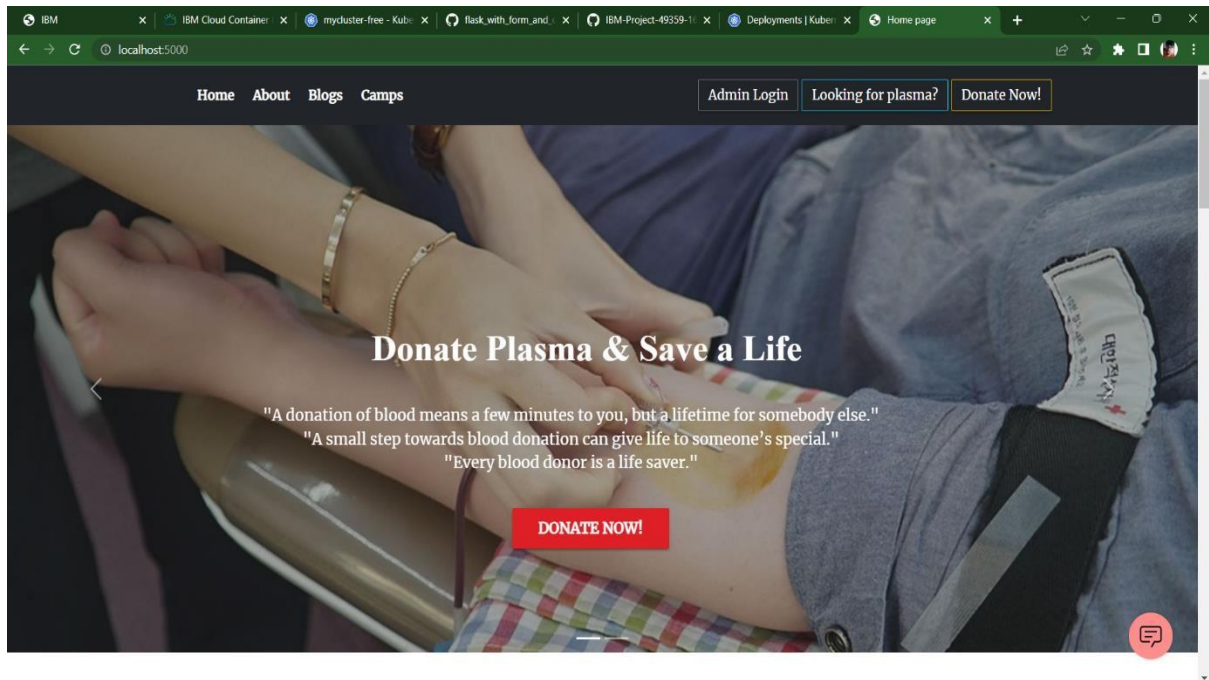 IBM
IBM Cloud Container
mycluster-free - Kube
flask_with_form_and_
IBM-Project-49359-16
Deployments | Kubern
Home page
localhost:5000
Home About Blogs Camps
Admin Login Looking for plasma? Donate Now!
Donate Plasma & Save a Life
"A donation of blood means a few minutes to you, but a lifetime for somebody else."
"A small step towards blood donation can give life to someone’s special."
"Every blood donor is a life saver."
DONATE NOW!